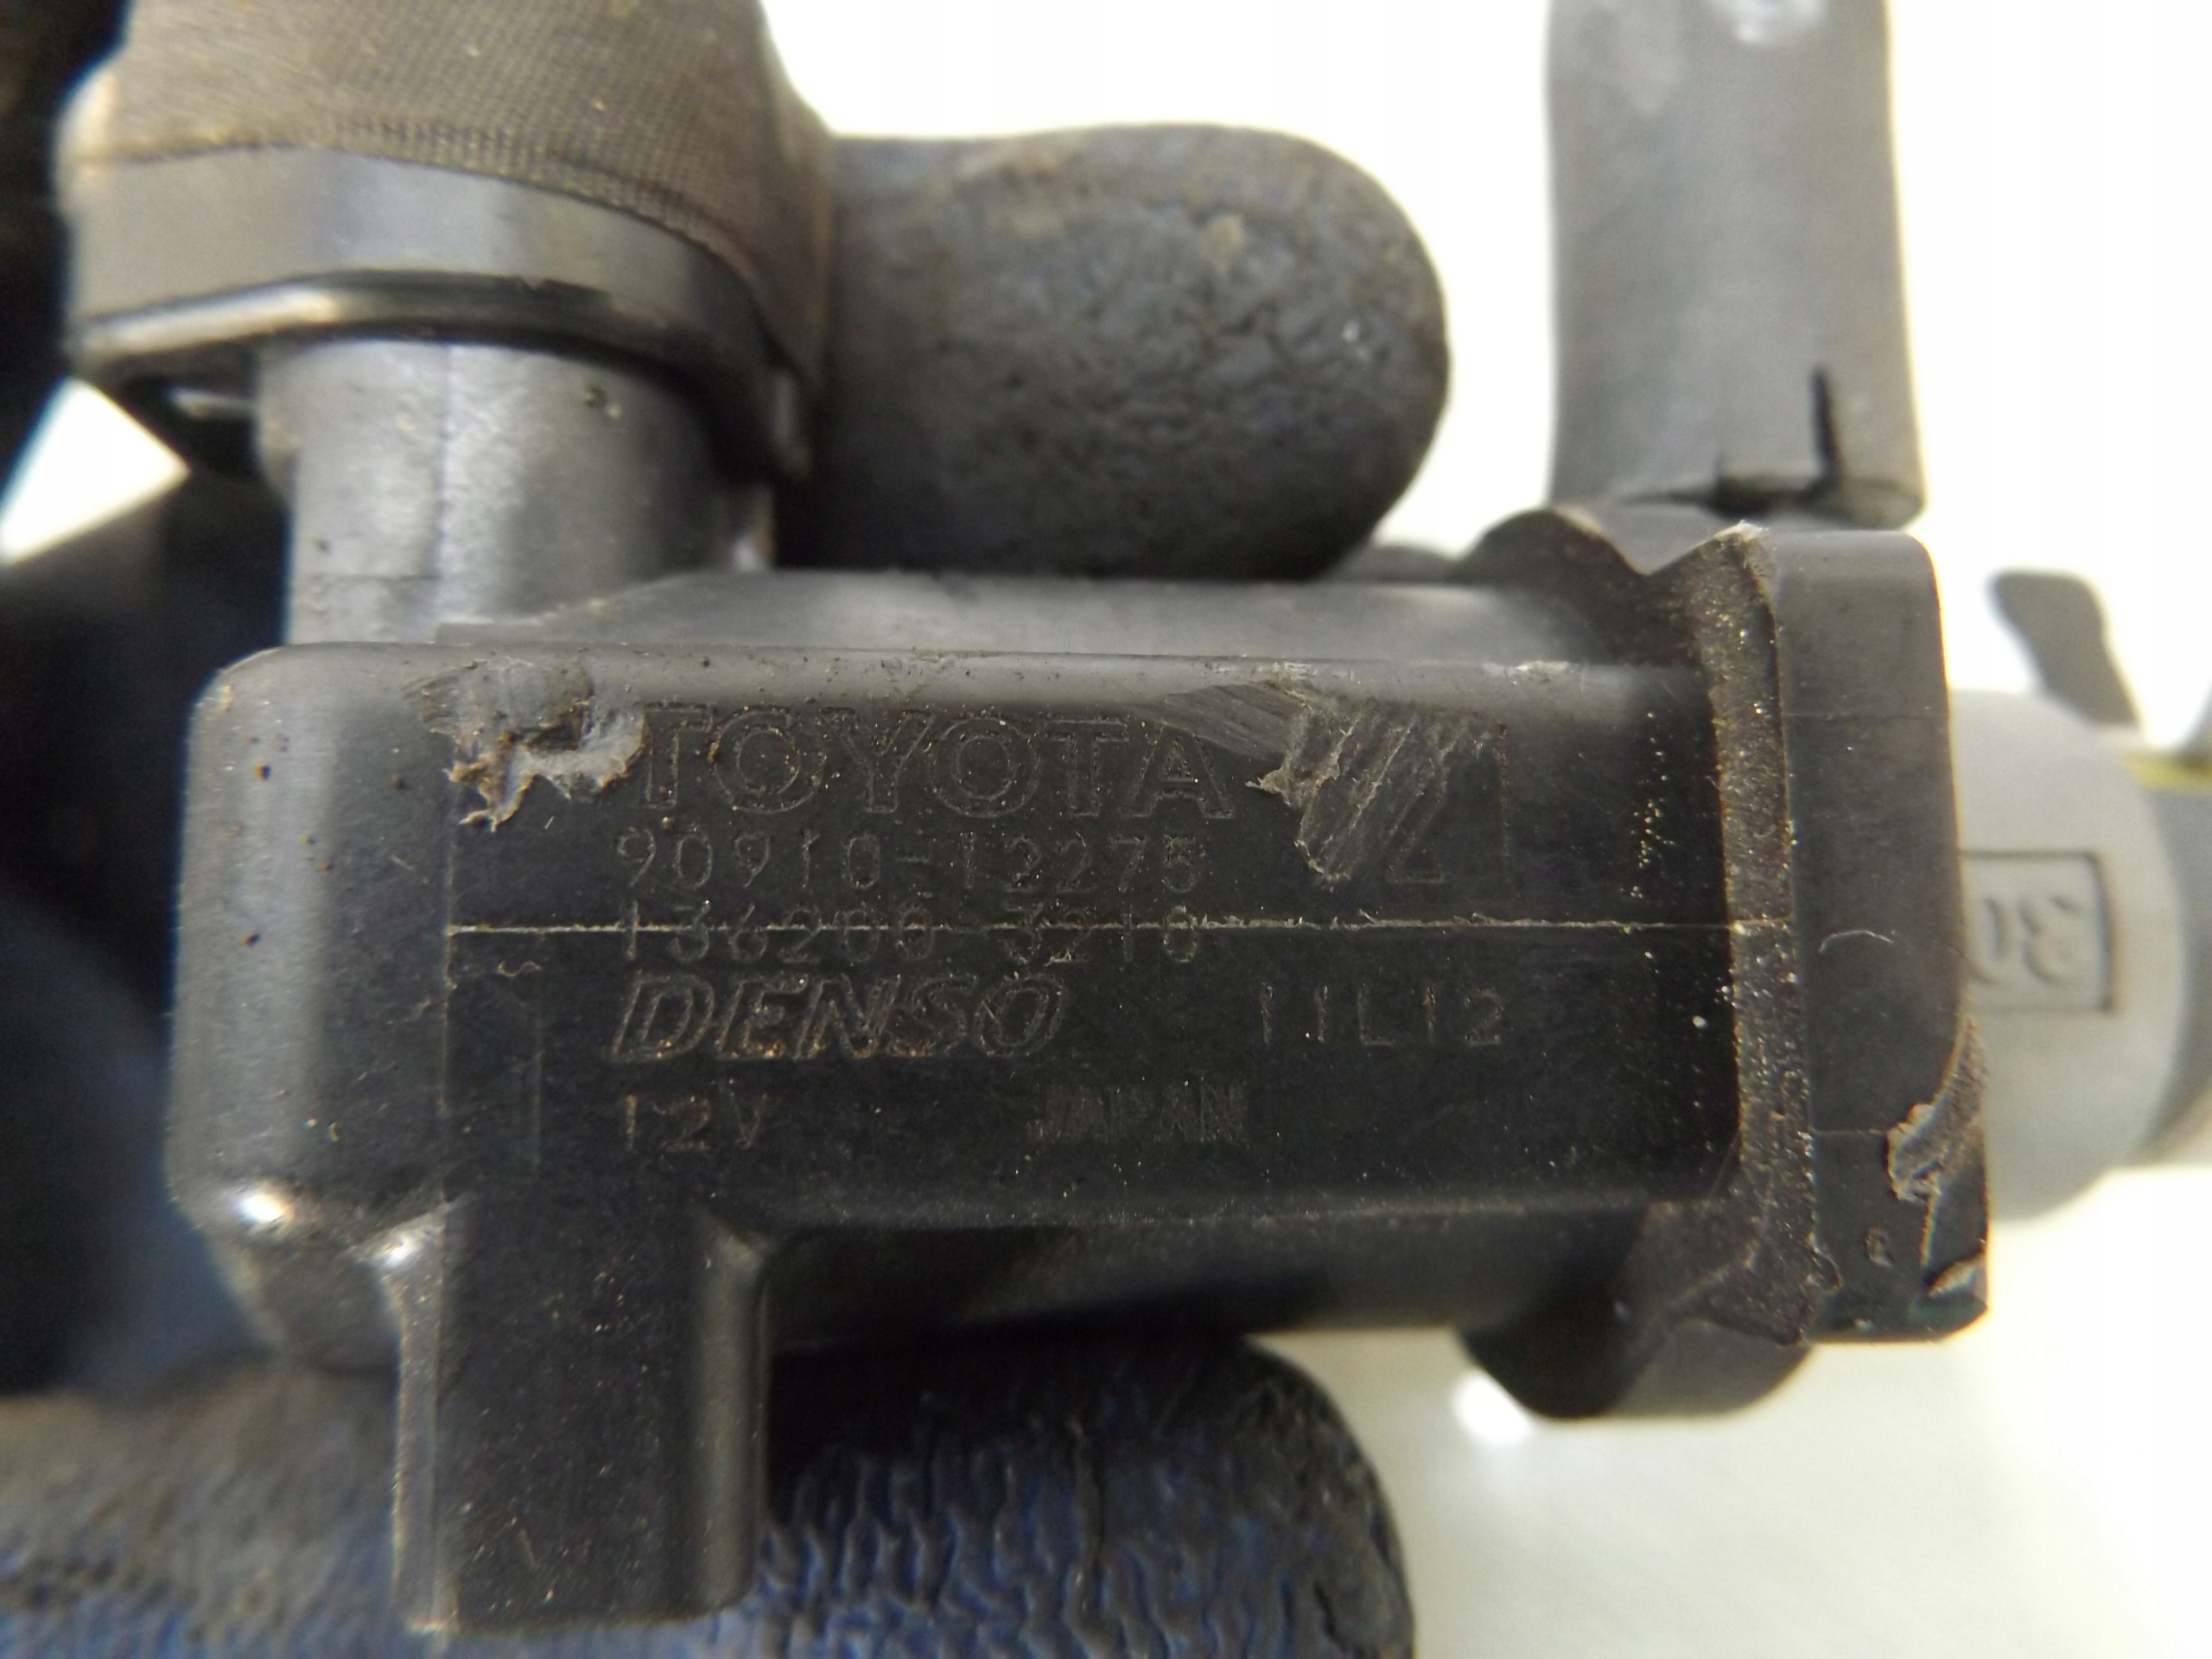 TOYOTA
90910-12275
136200-3210
DENSO 11L12
12V JAPAN